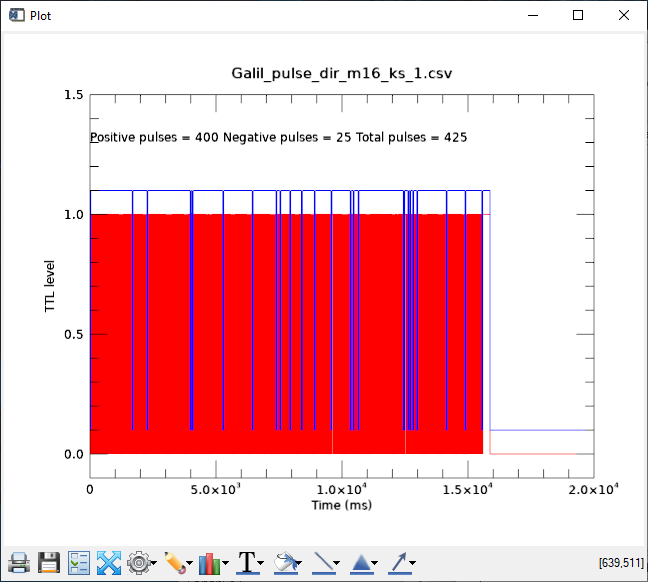 Plot
Galil_pulse_dir_m16_ks_1.csv
1.5
Positive pulses = 400 Negative pulses = 25 Total pulses = 425
1.0
TTL level
0.5
0.0
0 5.0×10³ 1.0×10⁴ 1.5×10⁴ 2.0×10⁴
Time (ms)
T
[639,511]